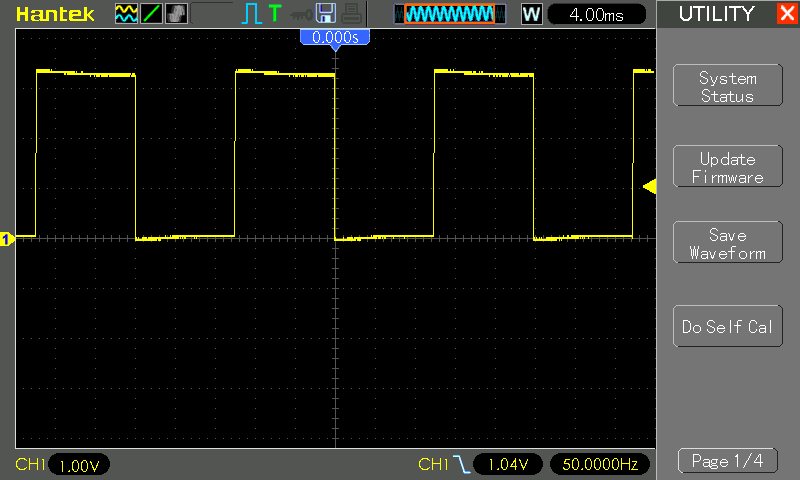 Hantek
T
W
4.00ms
UTILITY
X
0.000s
System
Status
Update
Firmware
1
Save
Waveform
Do Self Cal
CH1 1.00V
CH1 1.04V 50.0000Hz
Page 1/4